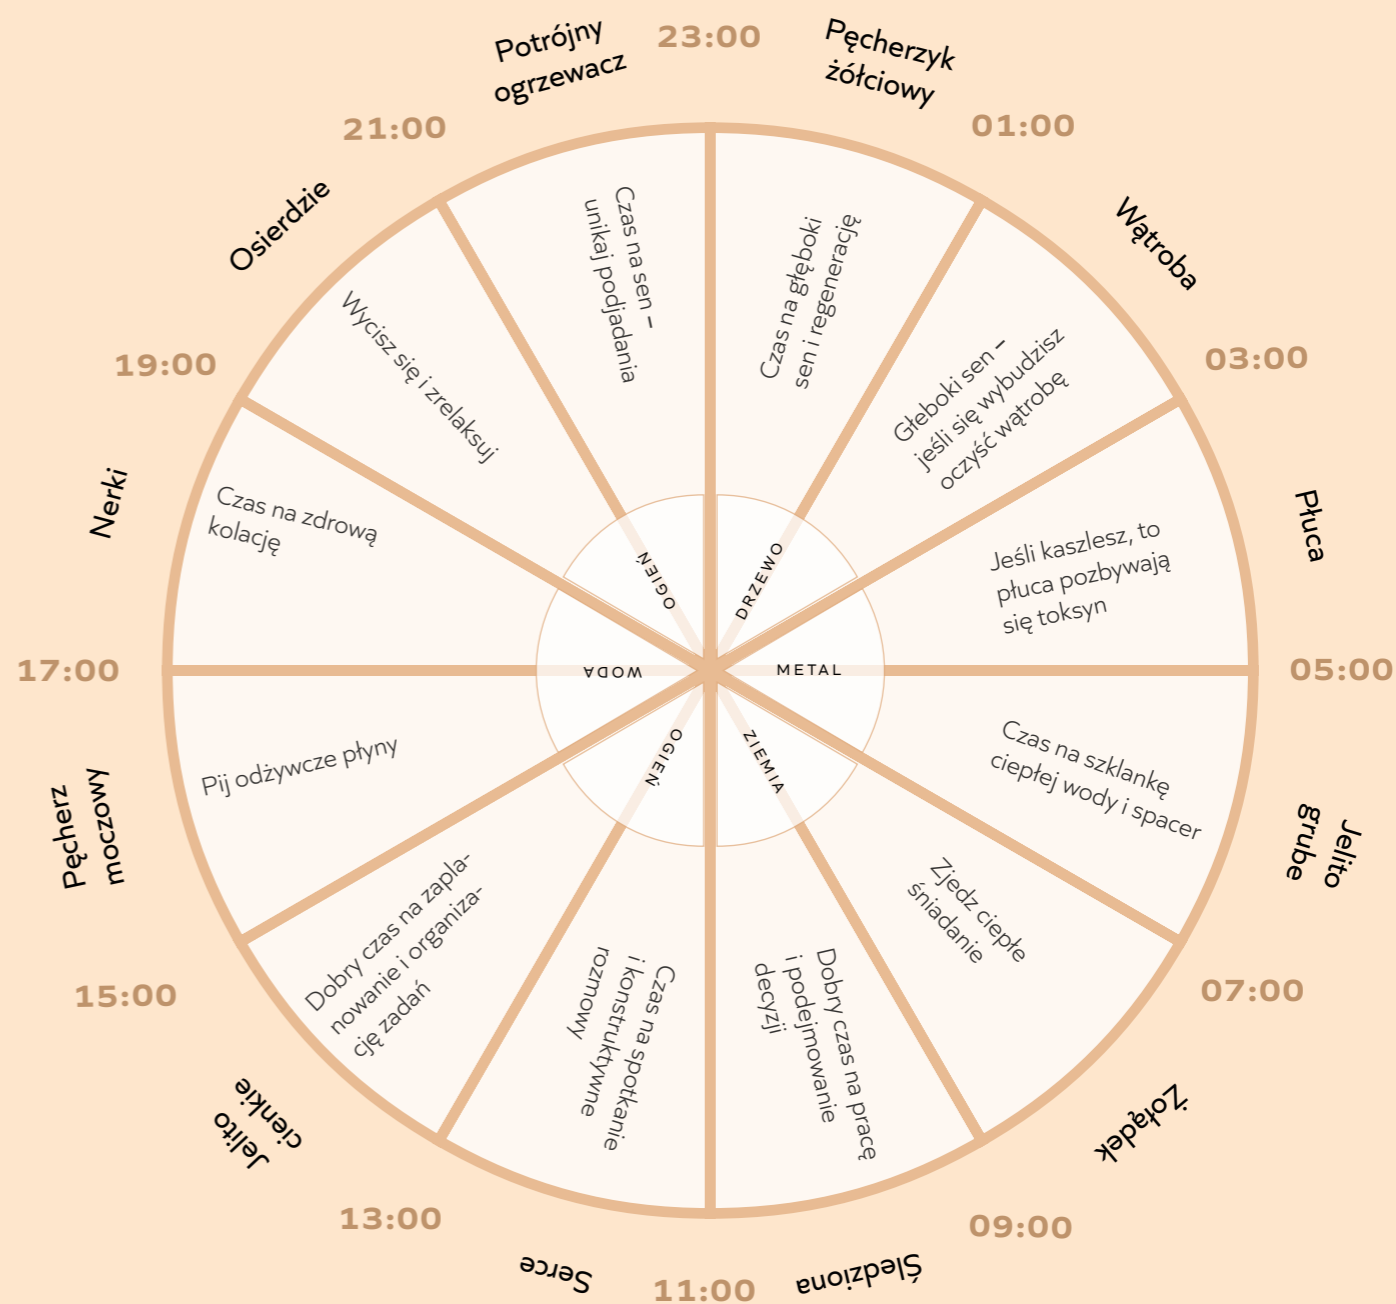 23:00
Pęcherzyk
żółciowy
01:00
Wątroba
03:00
Płuca
05:00
Jelito
grube
07:00
Żołądek
09:00
Śledziona
11:00
Serce
13:00
Jelito
cienkie
15:00
Pęcherz
moczowy
17:00
Nerki
19:00
Osierdzie
21:00
Potrójny
ogrzewacz
Czas na głęboki
sen i regenerację
Głeboki sen –
jeśli się wybudzisz
oczyść wątrobę
Jeśli kaszlesz, to
płuca pozbywają
się toksyn
Czas na szklankę
ciepłej wody i spacer
Zjedz ciepłe
śniadanie
Dobry czas na pracę
i podejmowanie
decyzji
Czas na spotkanie
i konstruktywne
rozmowy
Dobry czas na zapla-
nowanie i organiza-
cję zadań
Pij odżywcze płyny
Czas na zdrową
kolację
Wycisz się i zrelaksuj
Czas na sen –
unikaj podjadania
DRZEWO
METAL
ZIEMIA
OGIEŃ
WODA
OGIEŃ